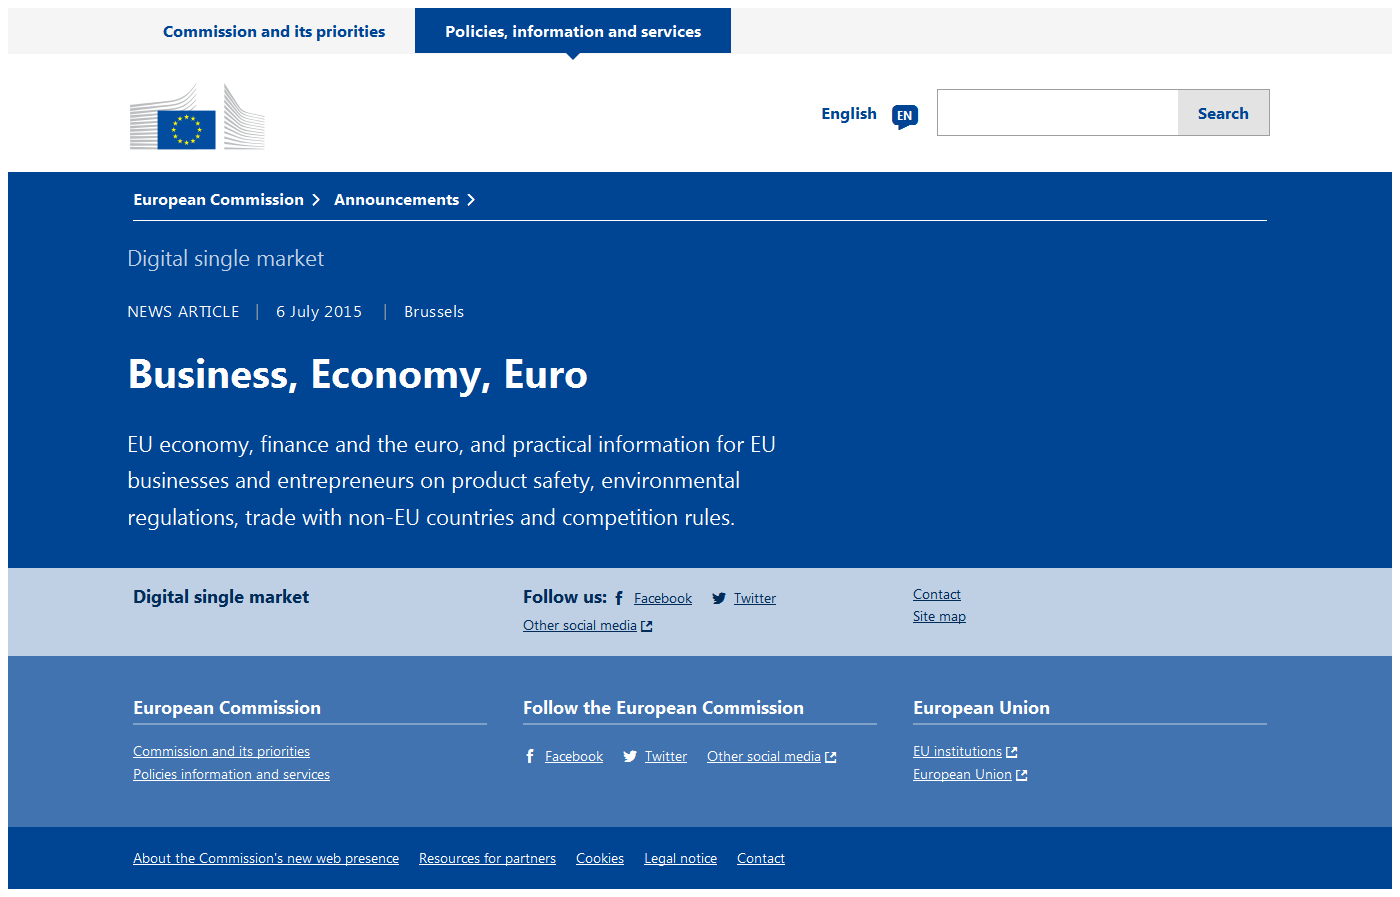 Commission and its priorities
Policies, information and services
English EN Search
European Commission Announcements
Digital single market
NEWS ARTICLE | 6 July 2015 | Brussels
Business, Economy, Euro
EU economy, finance and the euro, and practical information for EU
businesses and entrepreneurs on product safety, environmental
regulations, trade with non-EU countries and competition rules.
Digital single market
Follow us: Facebook Twitter
Other social media
Contact
Site map
European Commission
Commission and its priorities
Policies information and services
Follow the European Commission
Facebook Twitter Other social media
European Union
EU institutions
European Union
About the Commission's new web presence Resources for partners Cookies Legal notice Contact